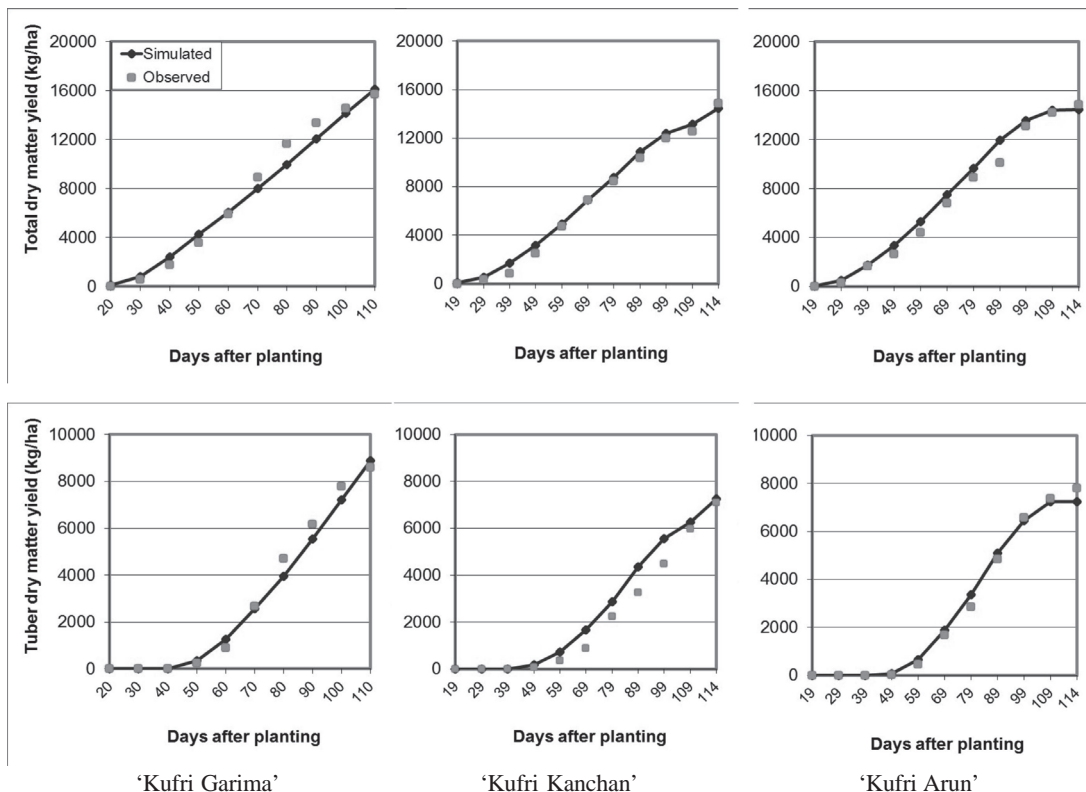 Total dry matter yield (kg/ha)
20000
16000
12000
8000
4000
0
Simulated
Observed
20 30 40 50 60 70 80 90 100 110
Days after planting
20000
16000
12000
8000
4000
0
19 29 39 49 59 69 79 89 99 109 114
Days after planting
20000
16000
12000
8000
4000
0
19 29 39 49 59 69 79 89 99 109 114
Days after planting
Tuber dry matter yield (kg/ha)
10000
8000
6000
4000
2000
0
20 30 40 50 60 70 80 90 100 110
Days after planting
10000
8000
6000
4000
2000
0
19 29 39 49 59 69 79 89 99 109 114
Days after planting
10000
8000
6000
4000
2000
0
19 29 39 49 59 69 79 89 99 109 114
Days after planting
‘Kufri Garima’
‘Kufri Kanchan’
‘Kufri Arun’